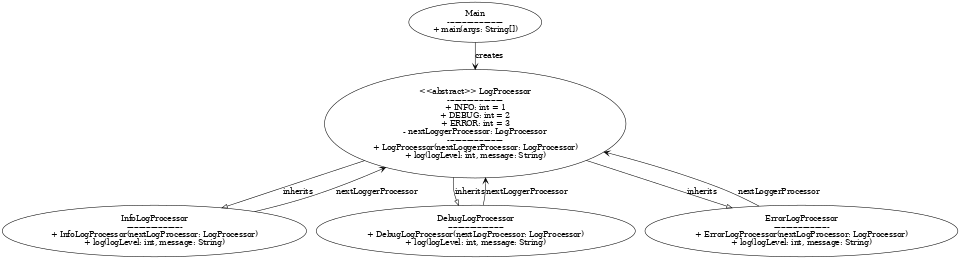 Main
--------------------
+ main(args: String[])
creates
<<abstract>> LogProcessor
--------------------
+ INFO: int = 1
+ DEBUG: int = 2
+ ERROR: int = 3
- nextLoggerProcessor: LogProcessor
--------------------
+ LogProcessor(nextLoggerProcessor: LogProcessor)
+ log(logLevel: int, message: String)
inherits
nextLoggerProcessor
inherits
nextLoggerProcessor
inherits
nextLoggerProcessor
InfoLogProcessor
--------------------
+ InfoLogProcessor(nextLogProcessor: LogProcessor)
+ log(logLevel: int, message: String)
DebugLogProcessor
--------------------
+ DebugLogProcessor(nextLogProcessor: LogProcessor)
+ log(logLevel: int, message: String)
ErrorLogProcessor
--------------------
+ ErrorLogProcessor(nextLogProcessor: LogProcessor)
+ log(logLevel: int, message: String)